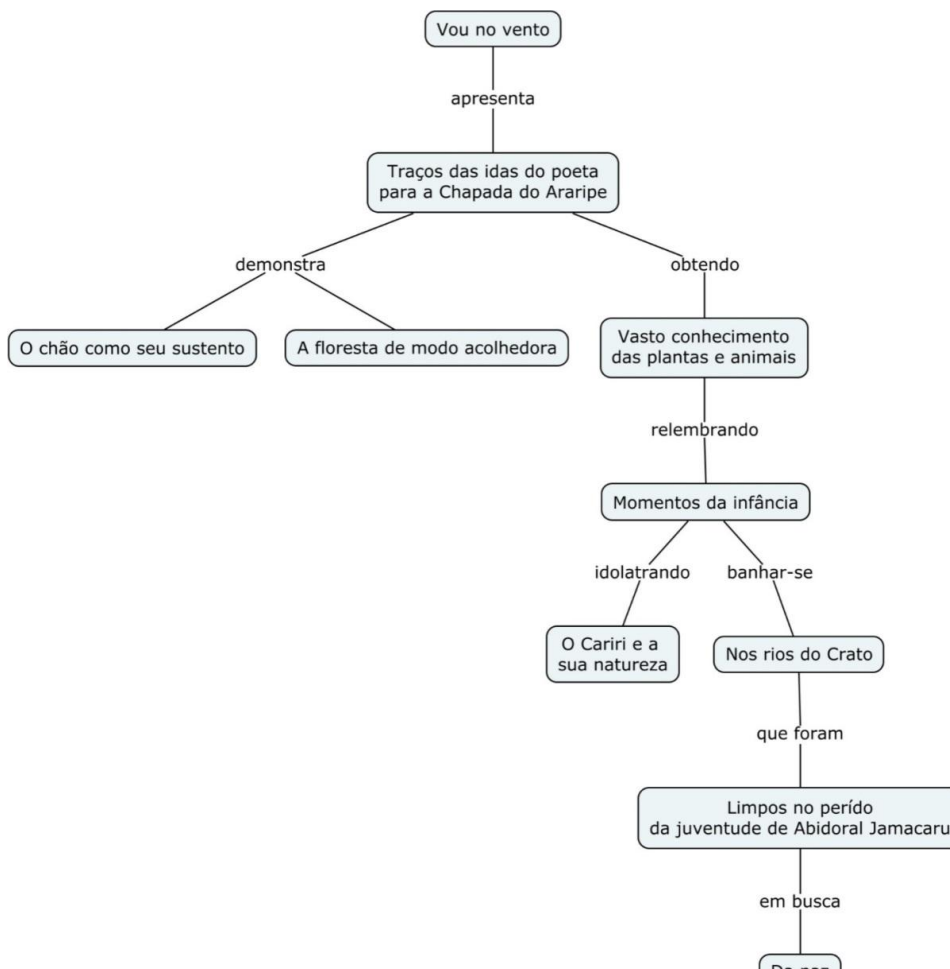 Vou no vento
apresenta
Traços das idas do poeta
para a Chapada do Araripe
demonstra
obtendo
O chão como seu sustento
A floresta de modo acolhedora
Vasto conhecimento
das plantas e animais
relembrando
Momentos da infância
idolatrando
banhar-se
O Cariri e a
sua natureza
Nos rios do Crato
que foram
Limpos no perído
da juventude de Abidoral Jamacaru
em busca
De paz